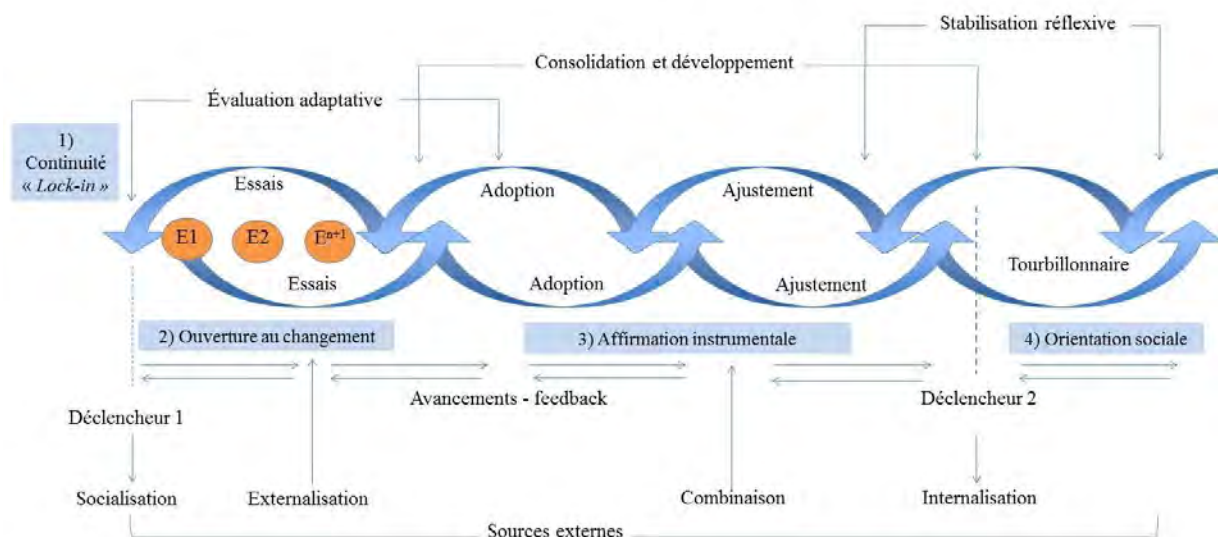 Stabilisation réflexive
Consolidation et développement
Évaluation adaptative
1)
Continuité
« Lock-in »
Essais
Adoption
Ajustement
E1
E2
Eⁿ⁺¹
Tourbillonnaire
Essais
Adoption
Ajustement
2) Ouverture au changement
3) Affirmation instrumentale
4) Orientation sociale
Avancements - feedback
Déclencheur 1
Déclencheur 2
Socialisation
Externalisation
Combinaison
Internalisation
Sources externes